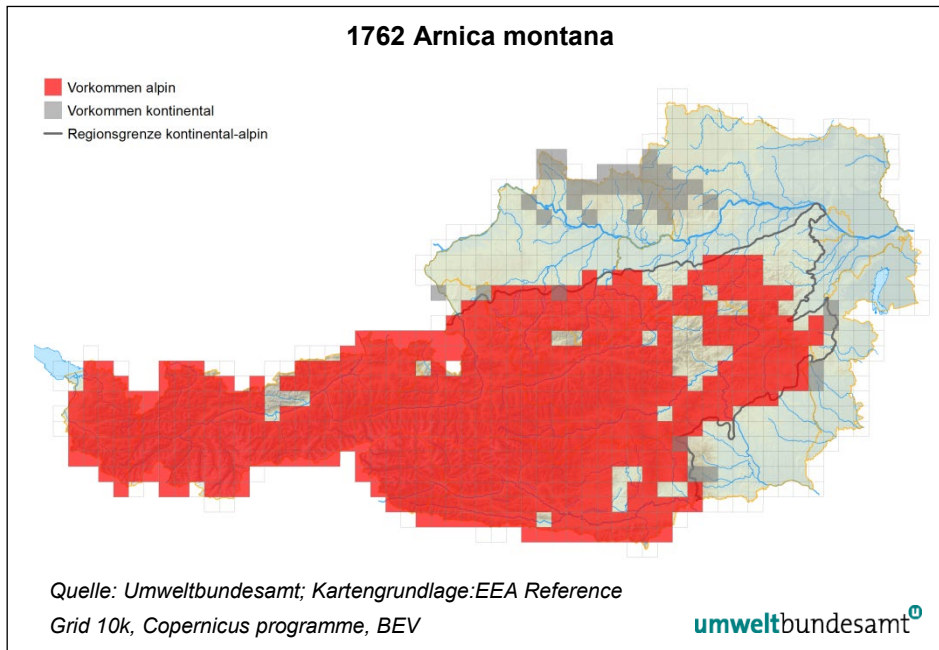 1762 Arnica montana
Vorkommen alpin
Vorkommen kontinental
Regionsgrenze kontinental-alpin
Quelle: Umweltbundesamt; Kartengrundlage:EEA Reference
Grid 10k, Copernicus programme, BEV
umweltbundesamt u